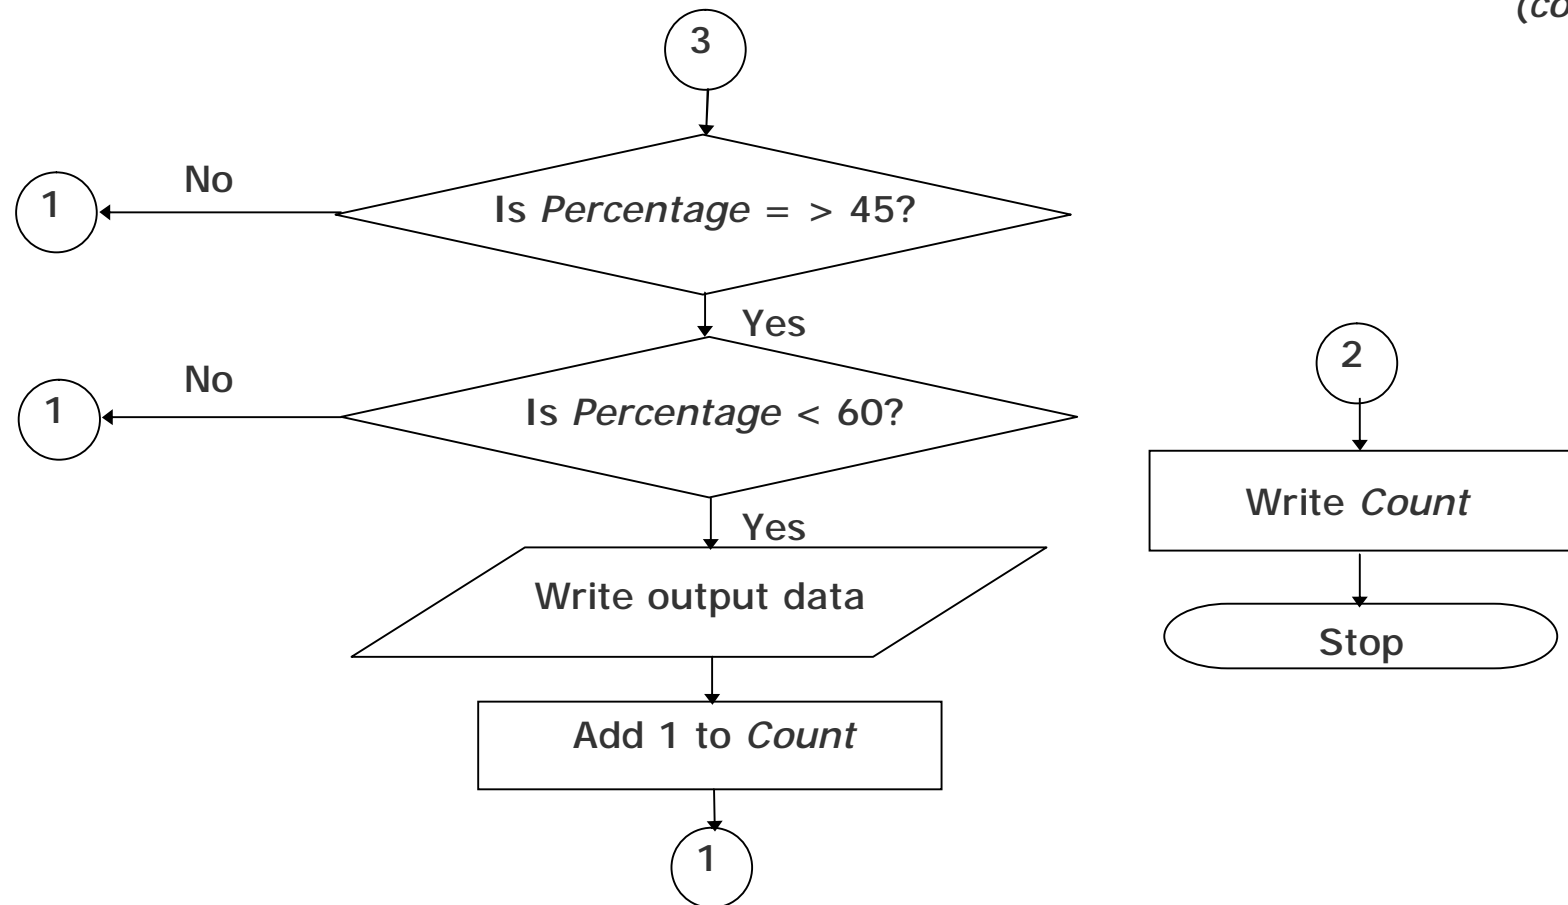 (co
3
No
1
Is Percentage = > 45?
Yes
No
1
Is Percentage < 60?
Yes
Write output data
Add 1 to Count
1
2
Write Count
Stop